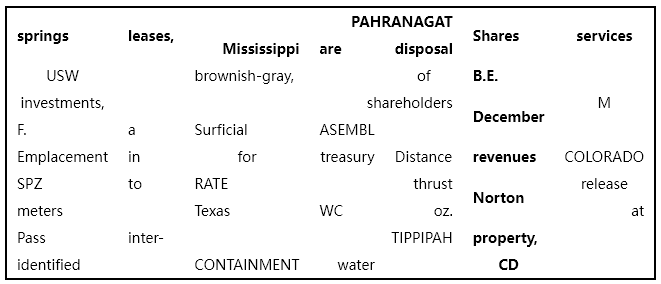 PAHRANAGAT
springs leases, Shares services
Mississippi are disposal
USW brownish-gray, of B.E.
investments, shareholders M
December
F. a Surficial ASEMBL
Emplacement in for treasury Distance revenues COLORADO
SPZ to RATE thrust release
Norton
meters Texas WC oz. at
Pass inter- TIPPIPAH property,
identified CONTAINMENT water CD